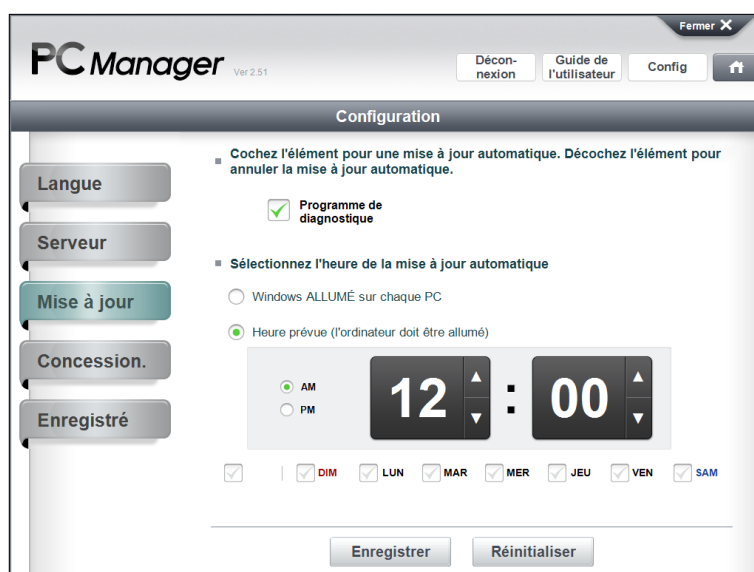 Fermer
PC Manager Ver 2.51
Décon-
nexion
Guide de
l'utilisateur
Config
Configuration
Langue
Serveur
Mise à jour
Concession.
Enregistré
Cochez l'élément pour une mise à jour automatique. Décochez l'élément pour
annuler la mise à jour automatique.
Programme de
diagnostique
Sélectionnez l'heure de la mise à jour automatique
Windows ALLUMÉ sur chaque PC
Heure prévue (l'ordinateur doit être allumé)
AM
PM
12 : 00
DIM LUN MAR MER JEU VEN SAM
Enregistrer Réinitialiser